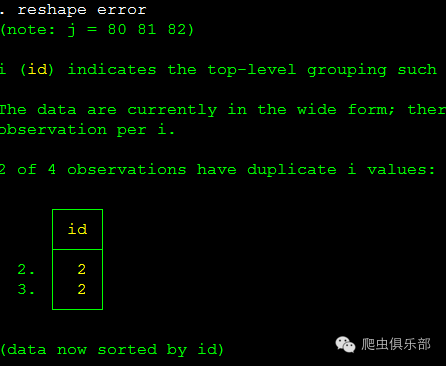 . reshape error
(note: j = 80 81 82)
i (id) indicates the top-level grouping such
The data are currently in the wide form; ther
observation per i.
2 of 4 observations have duplicate i values:
id
2. 2
3. 2
(data now sorted by id)
爬虫俱乐部